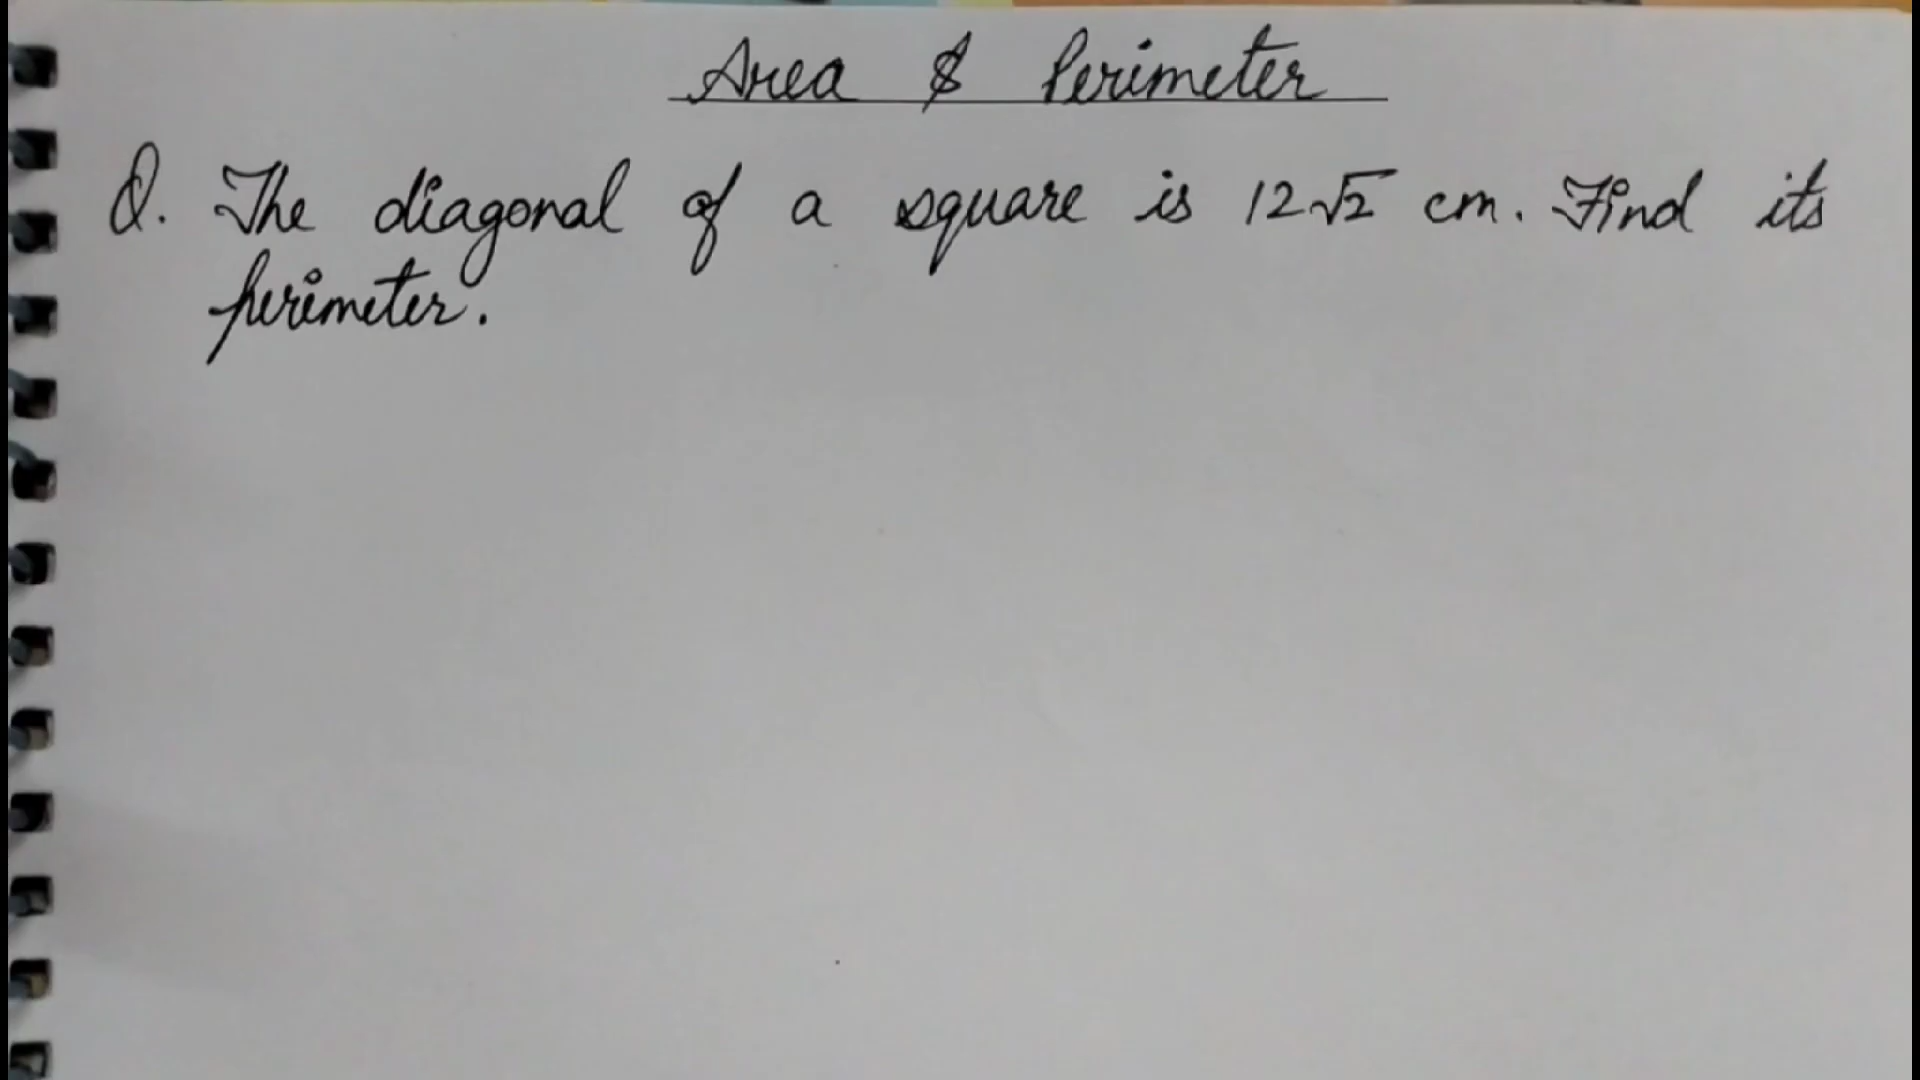 Area & Perimeter
Q. The diagonal of a square is 12√2 cm. Find its
perimeter.